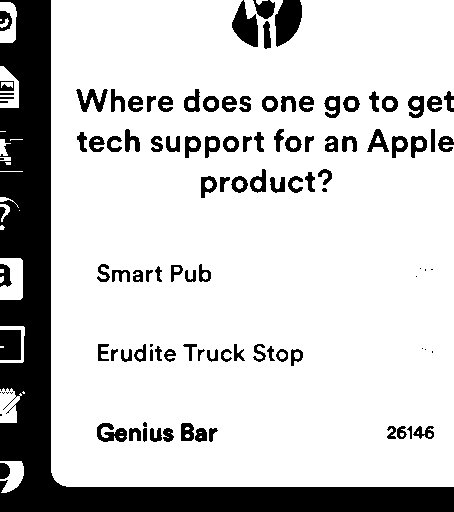 Where does one go to get
tech support for an Apple
product?
Smart Pub
Erudite Truck Stop
Genius Bar 26146